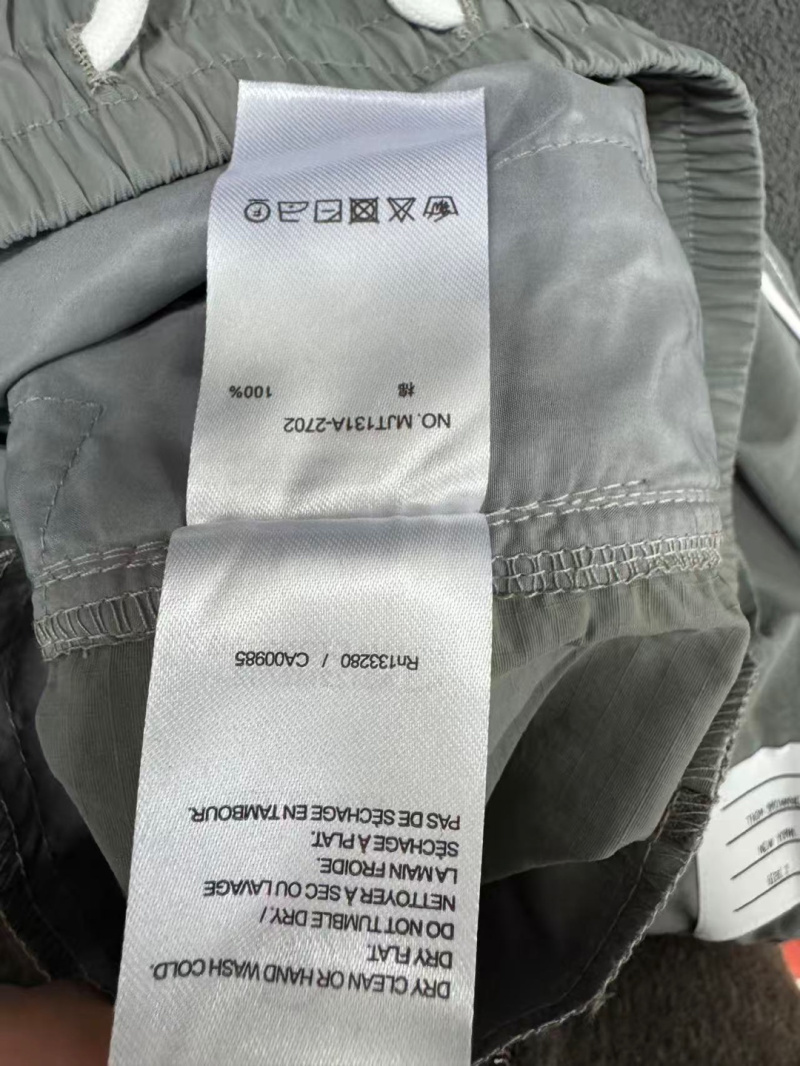 DRY CLEAN OR HAND WASH COLD.
DRY FLAT.
DO NOT TUMBLE DRY. /
NETTOYER À SEC OU LAVAGE
LA MAIN FROIDE.
SÉCHAGE À PLAT.
PAS DE SÉCHAGE EN TAMBOUR.
Rn133280 / CA00985
NO. MJT131A-2702
棉 100%
F